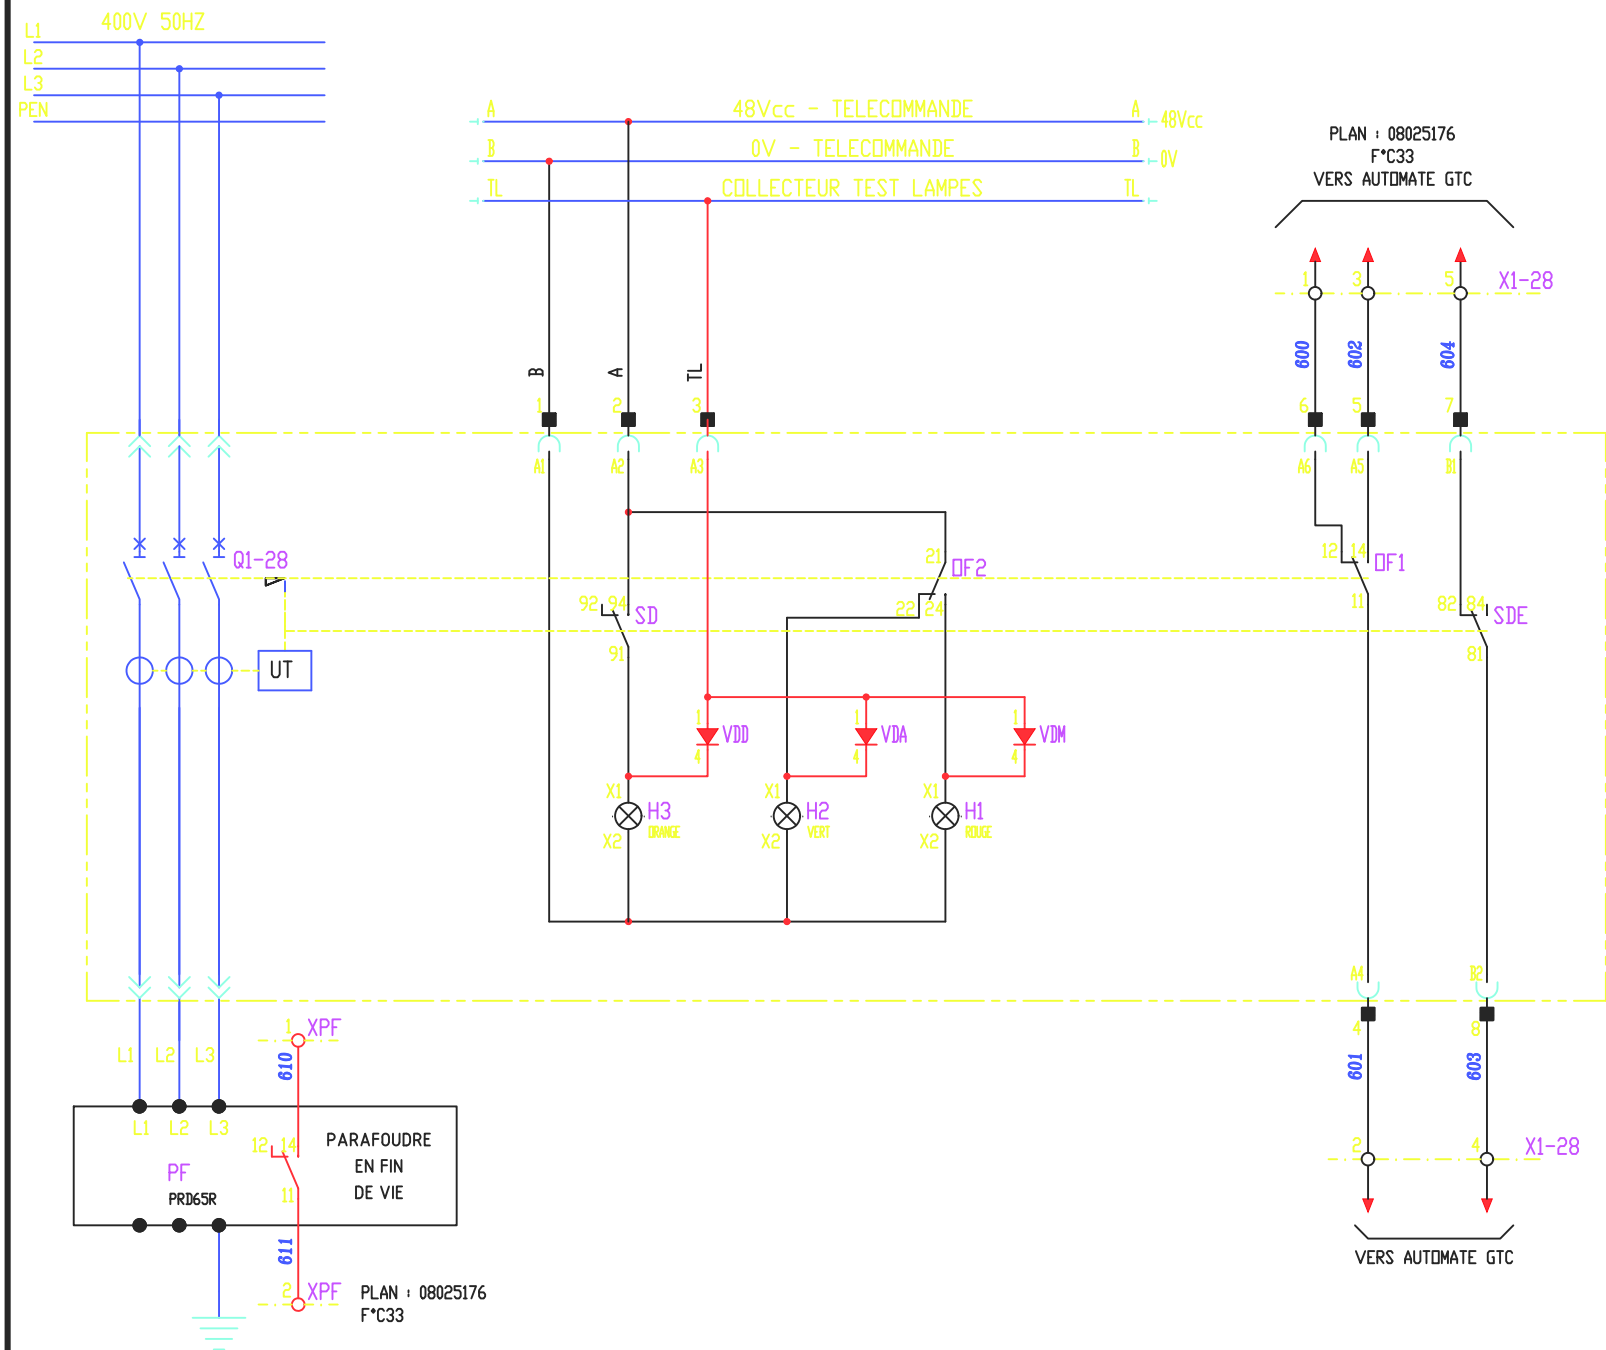 400V 50HZ
L1
L2
L3
PEN
A 48Vcc - TELECOMMANDE A 48Vcc
B 0V - TELECOMMANDE B 0V
TL COLLECTEUR TEST LAMPES TL
PLAN : 08025176
F°C33
VERS AUTOMATE GTC
1 3 5 X1-28
600 602 604
B A TL
1 2 3 6 5 7
A1 A2 A3 A6 A5 B1
Q1-28
21 OF2
12 14 OF1
11
92 94 SD
22 24
82 84 SDE
91
81
UT
1 VDD 1 VDA 1 VDM
4 4 4
X1 H3 X1 H2 X1 H1
ORANGE VERT ROUGE
X2 X2 X2
A4 B2
4 8
1 XPF
610
601 603
L1 L2 L3
L1 L2 L3
12 14
11
PARAFOUDRE
EN FIN
DE VIE
PF
PRD65R
2 4 X1-28
611
VERS AUTOMATE GTC
2 XPF
PLAN : 08025176
F°C33